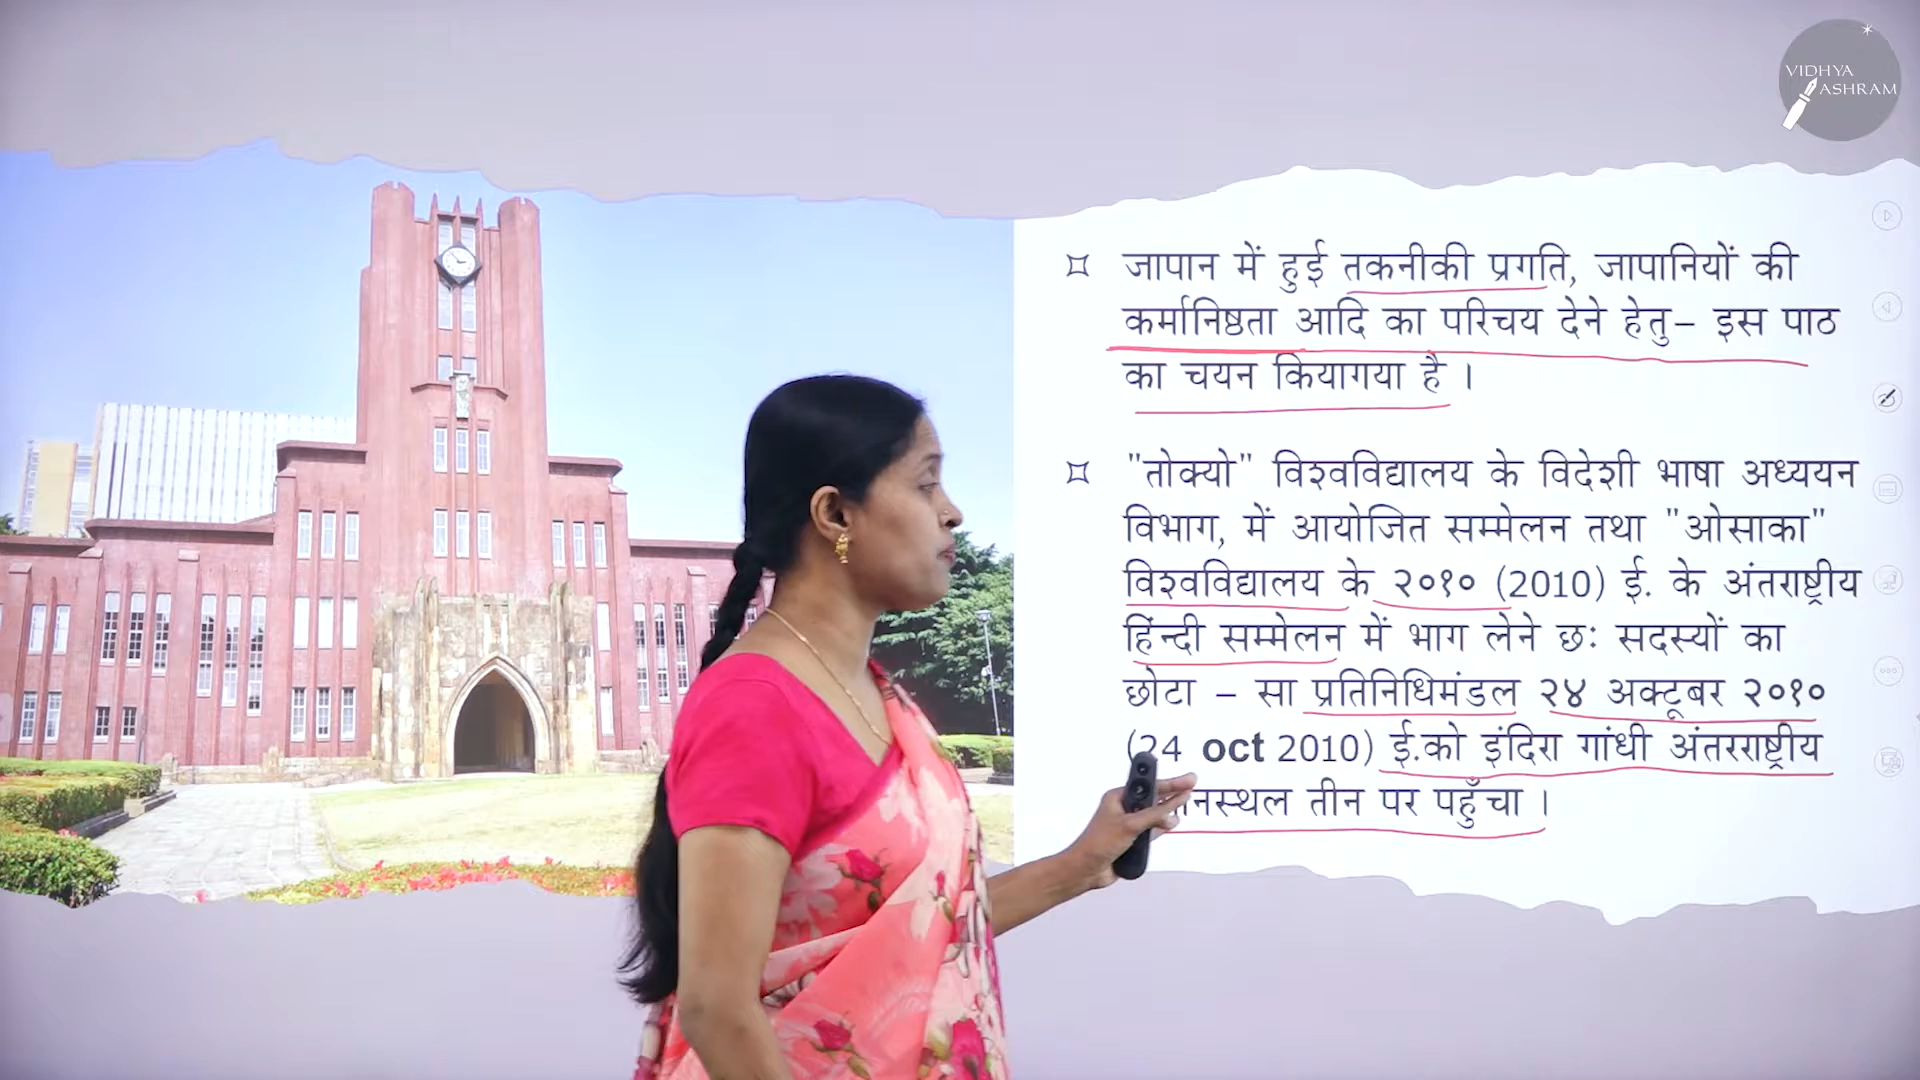 VIDHYA
ASHRAM
जापान में हुई तकनीकी प्रगति, जापानियों की
कर्मानिष्ठता आदि का परिचय देने हेतु– इस पाठ
का चयन कियागया है ।
"तोक्यो" विश्वविद्यालय के विदेशी भाषा अध्ययन
विभाग, में आयोजित सम्मेलन तथा "ओसाका"
विश्वविद्यालय के २०१० (2010) ई. के अंतराष्ट्रीय
हिंन्दी सम्मेलन में भाग लेने छः सदस्यों का
छोटा – सा प्रतिनिधिमंडल २४ अक्टूबर २०१०
(24 oct 2010) ई.को इंदिरा गांधी अंतरराष्ट्रीय
तीन पर पहुँचा ।